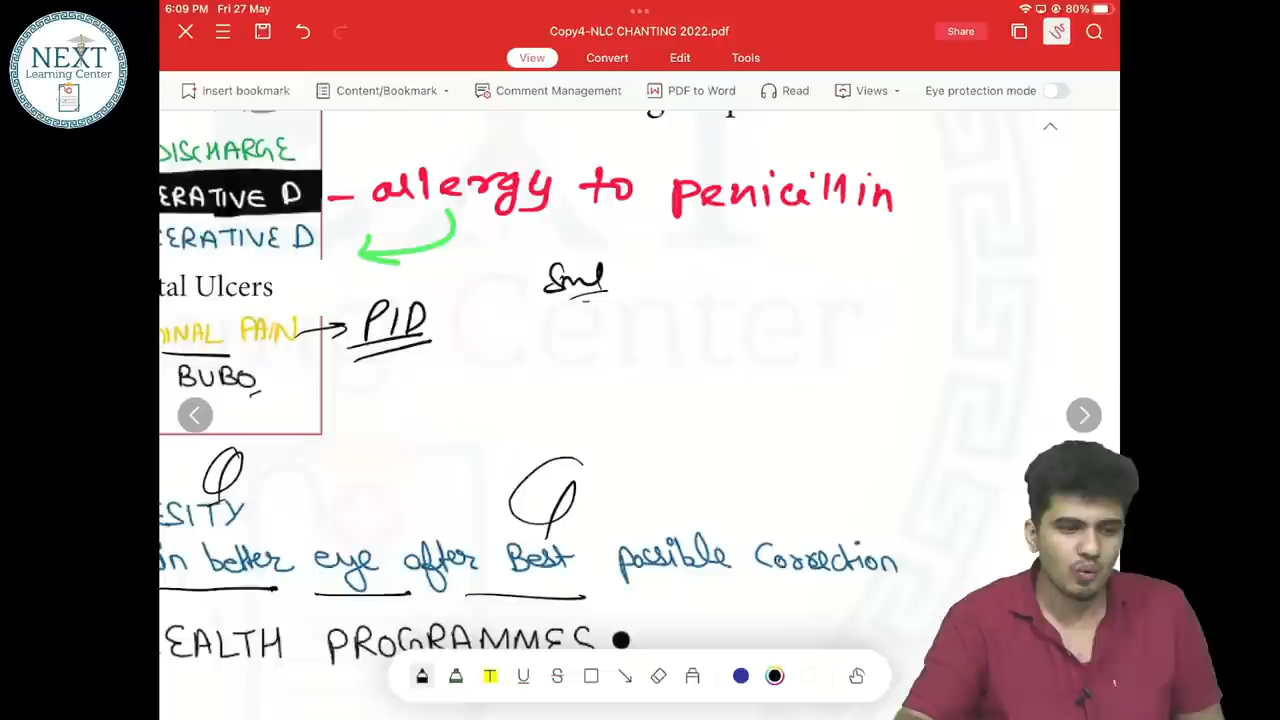 6:09 PM Fri 27 May
80%
NEXT
Learning Center
Copy4-NLC CHANTING 2022.pdf
Share
View Convert Edit Tools
Insert bookmark Content/Bookmark Comment Management PDF to Word Read Views Eye protection mode
DISCHARGE
ERATIVE D - allergy to penicillin
ERATIVE D
tal Ulcers
INAL PAIN → PID
BUBO
ESITY
in better eye after Best possible Correction
EALTH PROGRAMMES
Center